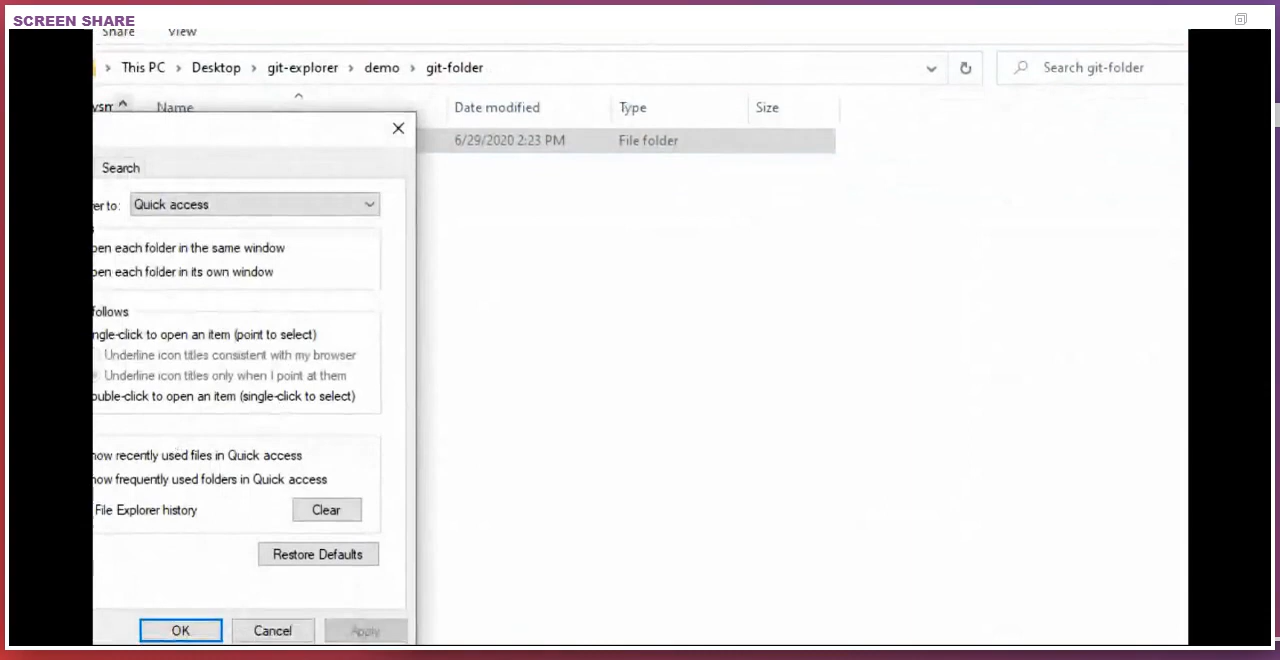 SCREEN SHARE
Share View
This PC > Desktop > git-explorer > demo > git-folder
Search git-folder
Name Date modified Type Size
6/29/2020 2:23 PM File folder
Search
er to: Quick access
pen each folder in the same window
pen each folder in its own window
follows
ngle-click to open an item (point to select)
Underline icon titles consistent with my browser
Underline icon titles only when I point at them
ouble-click to open an item (single-click to select)
how recently used files in Quick access
how frequently used folders in Quick access
File Explorer history Clear
Restore Defaults
OK Cancel Apply